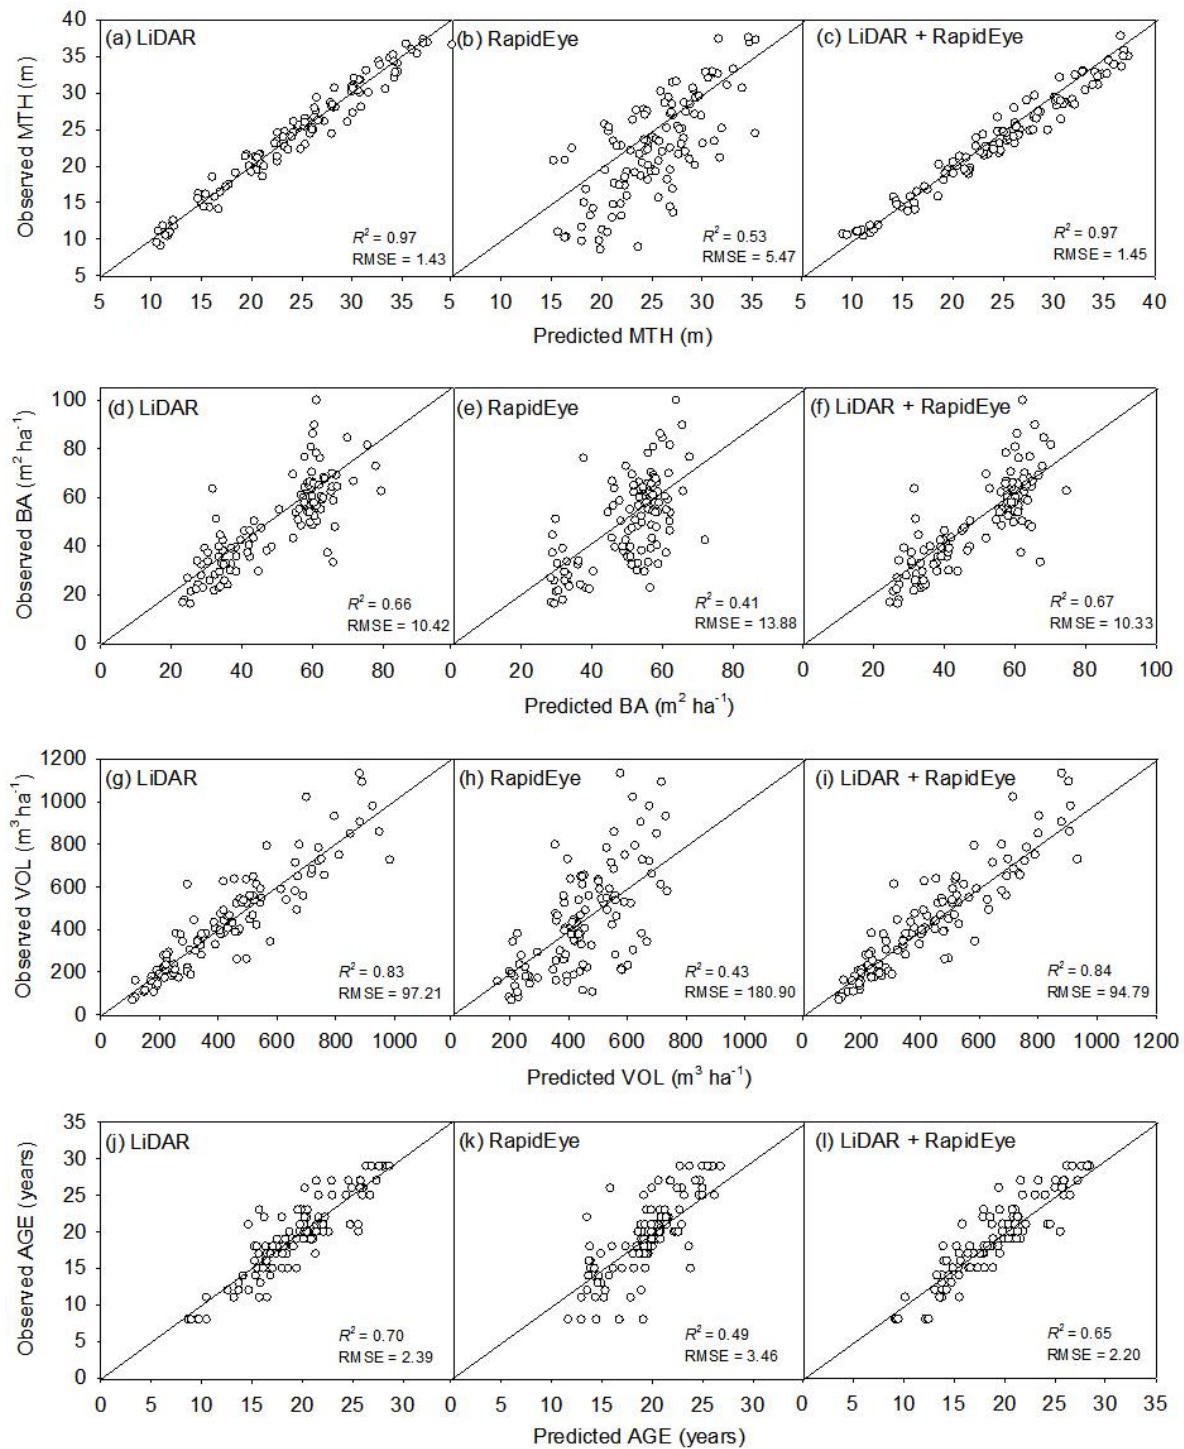 40
35
30
25
20
15
10
5
Observed MTH (m)
(a) LiDAR
(b) RapidEye
(c) LiDAR + RapidEye
R² = 0.97
RMSE = 1.43
R² = 0.53
RMSE = 5.47
R² = 0.97
RMSE = 1.45
5 10 15 20 25 30 35 5 10 15 20 25 30 35 5 10 15 20 25 30 35 40
Predicted MTH (m)
100
80
60
40
20
0
Observed BA (m² ha⁻¹)
(d) LiDAR
(e) RapidEye
(f) LiDAR + RapidEye
R² = 0.66
RMSE = 10.42
R² = 0.41
RMSE = 13.88
R² = 0.67
RMSE = 10.33
0 20 40 60 80 0 20 40 60 80 0 20 40 60 80 100
Predicted BA (m² ha⁻¹)
1200
1000
800
600
400
200
0
Observed VOL (m³ ha⁻¹)
(g) LiDAR
(h) RapidEye
(i) LiDAR + RapidEye
R² = 0.83
RMSE = 97.21
R² = 0.43
RMSE = 180.90
R² = 0.84
RMSE = 94.79
0 200 400 600 800 1000 0 200 400 600 800 1000 0 200 400 600 800 1000 1200
Predicted VOL (m³ ha⁻¹)
35
30
25
20
15
10
5
0
Observed AGE (years)
(j) LiDAR
(k) RapidEye
(l) LiDAR + RapidEye
R² = 0.70
RMSE = 2.39
R² = 0.49
RMSE = 3.46
R² = 0.65
RMSE = 2.20
0 5 10 15 20 25 30 0 5 10 15 20 25 30 0 5 10 15 20 25 30 35
Predicted AGE (years)